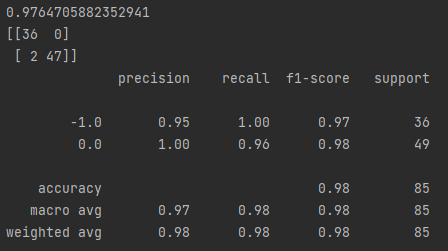 0.9764705882352941
[[36  0]
 [ 2 47]]
              precision    recall  f1-score   support

        -1.0       0.95      1.00      0.97        36
         0.0       1.00      0.96      0.98        49

    accuracy                           0.98        85
   macro avg       0.97      0.98      0.98        85
weighted avg       0.98      0.98      0.98        85